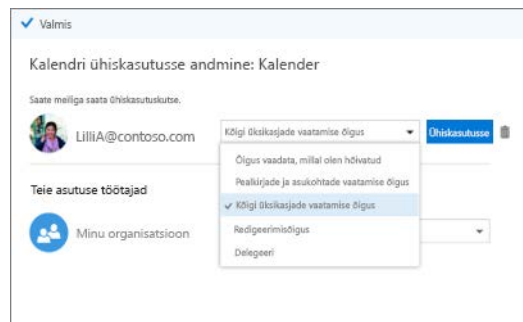 Valmis
Kalendri ühiskasutusse andmine: Kalender
Saate meiliga saata ühiskasutuskutse.
LilliA@contoso.com
Kõigi üksikasjade vaatamise õigus
Ühiskasutusse
Õigus vaadata, millal olen hõivatud
Pealkirjade ja asukohtade vaatamise õigus
Kõigi üksikasjade vaatamise õigus
Redigeerimisõigus
Delegeeri
Teie asutuse töötajad
Minu organisatsioon